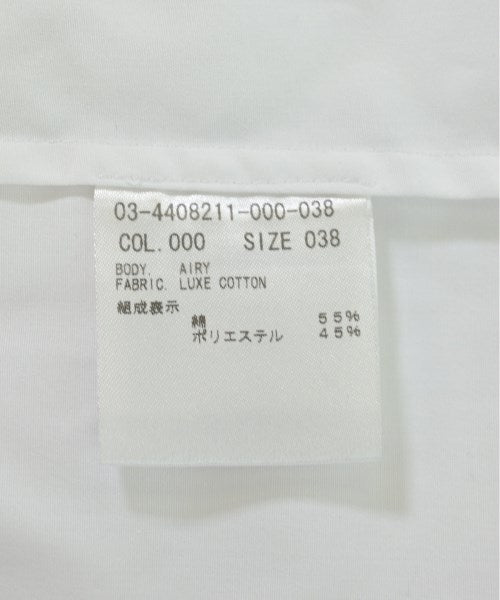 03-4408211-000-038
COL. 000 SIZE 038
BODY. AIRY
FABRIC. LUXE COTTON
組成表示
綿 55%
ポリエステル 45%